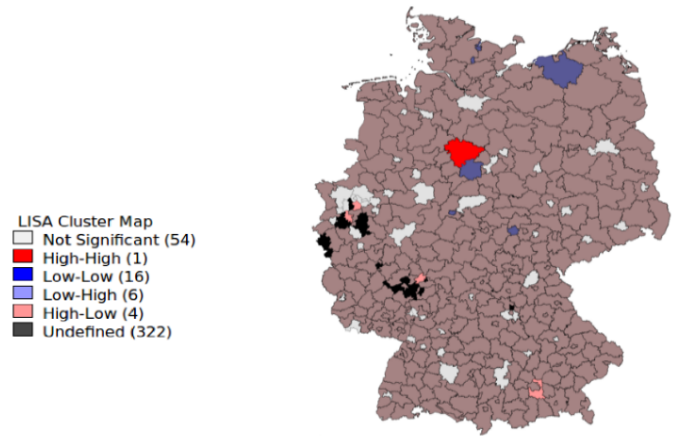 LISA Cluster Map
Not Significant (54)
High-High (1)
Low-Low (16)
Low-High (6)
High-Low (4)
Undefined (322)